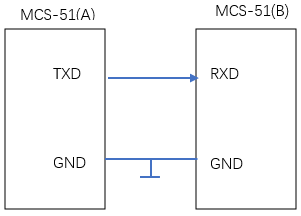 MCS-51(A)
MCS-51(B)
TXD
RXD
GND
GND